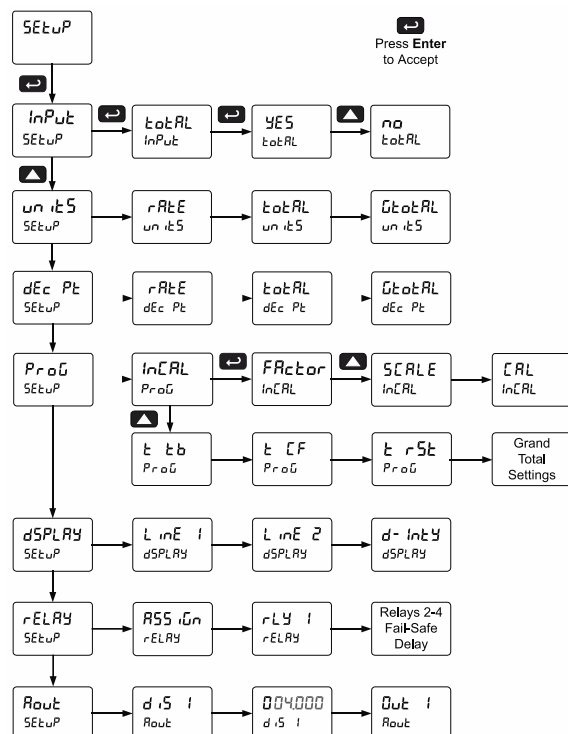 SEtuP
Press Enter
to Accept
InPut
SEtuP
totAL
InPut
YES
totAL
no
totAL
unitS
SEtuP
rAtE
unitS
totAL
unitS
GtotAL
unitS
dEc Pt
SEtuP
rAtE
dEc Pt
totAL
dEc Pt
GtotAL
dEc Pt
ProG
SEtuP
InCAL
ProG
FActor
InCAL
SCALE
InCAL
CAL
InCAL
t tb
ProG
t CF
ProG
t rSt
ProG
Grand
Total
Settings
dSPLAY
SEtuP
LinE 1
dSPLAY
LinE 2
dSPLAY
d-IntY
dSPLAY
rELAY
SEtuP
ASSiGn
rELAY
rLY 1
rELAY
Relays 2-4
Fail-Safe
Delay
Aout
SEtuP
diS 1
Aout
004.000
diS 1
Out 1
Aout